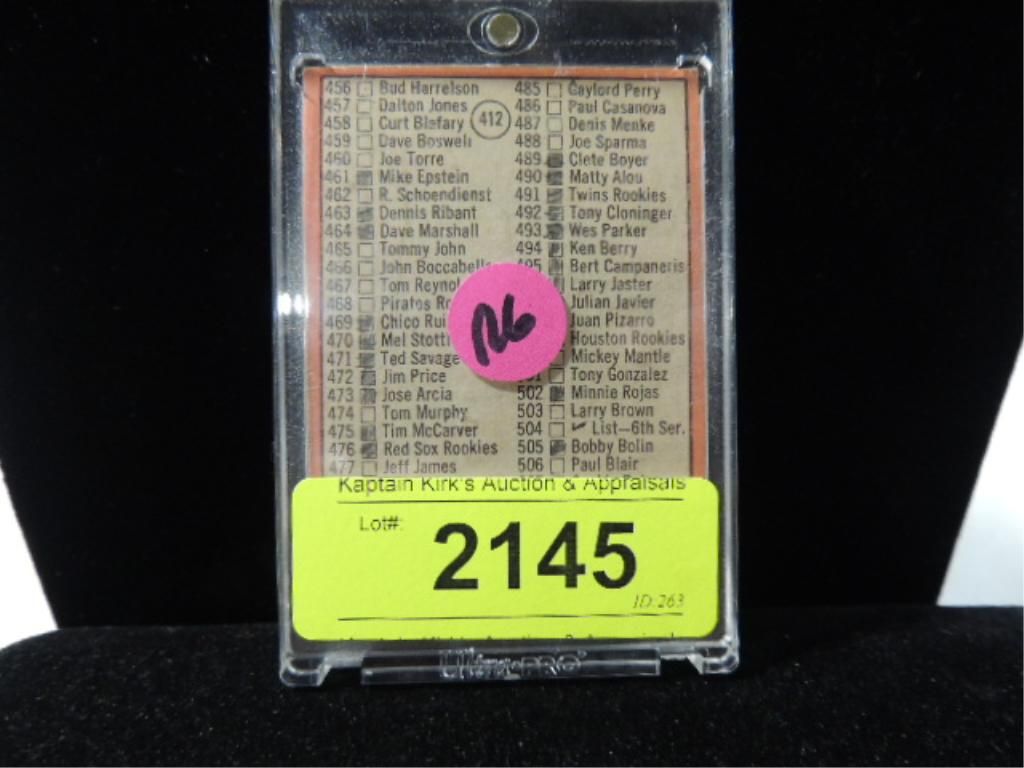 456 Bud Harrelson
457 Dalton Jones
458 Curt Blefary
459 Dave Boswell
460 Joe Torre
461 Mike Epstein
462 R. Schoendienst
463 Dennis Ribant
464 Dave Marshall
465 Tommy John
466 John Boccabell
467 Tom Reynol
468 Pirates Ro
469 Chico Rui
470 Mel Stott
471 Ted Savage
472 Jim Price
473 Jose Arcia
474 Tom Murphy
475 Tim McCarver
476 Red Sox Rookies
477 Jeff James
412
485 Gaylord Perry
486 Paul Casanova
487 Denis Menke
488 Joe Sparma
489 Clete Boyer
490 Matty Alou
491 Twins Rookies
492 Tony Cloninger
493 Wes Parker
494 Ken Berry
495 Bert Campaneris
Larry Jaster
Julian Javier
Juan Pizarro
Houston Rookies
Mickey Mantle
Tony Gonzalez
502 Minnie Rojas
503 Larry Brown
504 List—6th Ser.
505 Bobby Bolin
506 Paul Blair
Kaptain Kirk's Auction & Appraisals
Lot#:
2145
ID:263
Ultra-PRO